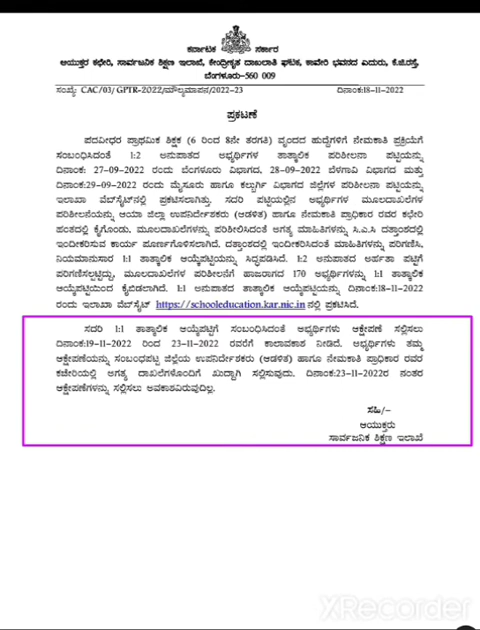 ಕರ್ನಾಟಕ ಸರ್ಕಾರ
ಆಯುಕ್ತರ ಕಛೇರಿ, ಸಾರ್ವಜನಿಕ ಶಿಕ್ಷಣ ಇಲಾಖೆ, ಕೇಂದ್ರೀಕೃತ ದಾಖಲಾತಿ ಘಟಕ, ಕಾವೇರಿ ಭವನದ ಎದುರು, ಕೆ.ಜಿ.ರಸ್ತೆ,
ಬೆಂಗಳೂರು-560 009
ಸಂಖ್ಯೆ: CAC/03/ GPTR-2022/ಮೌಲ್ಯಮಾಪನ/2022-23 ದಿನಾಂಕ:18-11-2022
ಪ್ರಕಟಣೆ
ಪದವೀಧರ ಪ್ರಾಥಮಿಕ ಶಿಕ್ಷಕ (6 ರಿಂದ 8ನೇ ತರಗತಿ) ವೃಂದದ ಹುದ್ದೆಗಳಿಗೆ ನೇಮಕಾತಿ ಪ್ರಕ್ರಿಯೆಗೆ
ಸಂಬಂಧಿಸಿದಂತೆ 1:2 ಅನುಪಾತದ ಅಭ್ಯರ್ಥಿಗಳ ತಾತ್ಕಾಲಿಕ ಪರಿಶೀಲನಾ ಪಟ್ಟಿಯನ್ನು
ದಿನಾಂಕ: 27-09-2022 ರಂದು ಬೆಂಗಳೂರು ವಿಭಾಗದ, 28-09-2022 ಬೆಳಗಾವಿ ವಿಭಾಗದ ಮತ್ತು
ದಿನಾಂಕ:29-09-2022 ರಂದು ಮೈಸೂರು ಹಾಗೂ ಕಲ್ಬುರ್ಗಿ ವಿಭಾಗದ ಜಿಲ್ಲೆಗಳ ಪರಿಶೀಲನಾ ಪಟ್ಟಿಯನ್ನು
ಇಲಾಖಾ ವೆಬ್‌ಸೈಟ್‌ನಲ್ಲಿ ಪ್ರಕಟಿಸಲಾಗಿತ್ತು. ಸದರಿ ಪಟ್ಟಿಯಲ್ಲಿನ ಅಭ್ಯರ್ಥಿಗಳ ಮೂಲದಾಖಲೆಗಳ
ಪರಿಶೀಲನೆಯನ್ನು ಆಯಾ ಜಿಲ್ಲಾ ಉಪನಿರ್ದೇಶಕರು (ಆಡಳಿತ) ಹಾಗೂ ನೇಮಕಾತಿ ಪ್ರಾಧಿಕಾರ ರವರ ಕಛೇರಿ
ಹಂತದಲ್ಲಿ ಕೈಗೊಂಡು, ಮೂಲದಾಖಲೆಗಳನ್ನು ಪರಿಶೀಲಿಸಿದಂತೆ ಅಗತ್ಯ ಮಾಹಿತಿಗಳನ್ನು ಸಿ.ಎ.ಸಿ ದತ್ತಾಂಶದಲ್ಲಿ
ಇಂದೀಕರಿಸುವ ಕಾರ್ಯ ಪೂರ್ಣಗೊಳಿಸಲಾಗಿದೆ. ದತ್ತಾಂಶದಲ್ಲಿ ಇಂದೀಕರಿಸಿದಂತೆ ಮಾಹಿತಿಗಳನ್ನು ಪರಿಗಣಿಸಿ,
ನಿಯಮಾನುಸಾರ 1:1 ತಾತ್ಕಾಲಿಕ ಆಯ್ಕೆಪಟ್ಟಿಯನ್ನು ಸಿದ್ಧಪಡಿಸಿದೆ. 1:2 ಅನುಪಾತದ ಅರ್ಹತಾ ಪಟ್ಟಿಗೆ
ಪರಿಗಣಿಸಲ್ಪಟ್ಟಿದ್ದು, ಮೂಲದಾಖಲೆಗಳ ಪರಿಶೀಲನೆಗೆ ಹಾಜರಾಗದ 170 ಅಭ್ಯರ್ಥಿಗಳನ್ನು 1:1 ತಾತ್ಕಾಲಿಕ
ಆಯ್ಕೆಪಟ್ಟಿಯಿಂದ ಕೈಬಿಡಲಾಗಿದೆ. 1:1 ಅನುಪಾತದ ತಾತ್ಕಾಲಿಕ ಆಯ್ಕೆಪಟ್ಟಿಯನ್ನು ದಿನಾಂಕ:18-11-2022
ರಂದು ಇಲಾಖಾ ವೆಬ್‌ಸೈಟ್ https://schooleducation.kar.nic.in ನಲ್ಲಿ ಪ್ರಕಟಿಸಿದೆ.
ಸದರಿ 1:1 ತಾತ್ಕಾಲಿಕ ಆಯ್ಕೆಪಟ್ಟಿಗೆ ಸಂಬಂಧಿಸಿದಂತೆ ಅಭ್ಯರ್ಥಿಗಳು ಆಕ್ಷೇಪಣೆ ಸಲ್ಲಿಸಲು
ದಿನಾಂಕ:19-11-2022 ರಿಂದ 23-11-2022 ರವರೆಗೆ ಕಾಲಾವಕಾಶ ನೀಡಿದೆ. ಅಭ್ಯರ್ಥಿಗಳು ತಮ್ಮ
ಆಕ್ಷೇಪಣೆಯನ್ನು ಸಂಬಂಧಪಟ್ಟ ಜಿಲ್ಲೆಯ ಉಪನಿರ್ದೇಶಕರು (ಆಡಳಿತ) ಹಾಗೂ ನೇಮಕಾತಿ ಪ್ರಾಧಿಕಾರ ರವರ
ಕಚೇರಿಯಲ್ಲಿ ಅಗತ್ಯ ದಾಖಲೆಗಳೊಂದಿಗೆ ಖುದ್ದಾಗಿ ಸಲ್ಲಿಸುವುದು. ದಿನಾಂಕ:23-11-2022ರ ನಂತರ
ಆಕ್ಷೇಪಣೆಗಳನ್ನು ಸಲ್ಲಿಸಲು ಅವಕಾಶವಿರುವುದಿಲ್ಲ.
ಸಹಿ/-
ಆಯುಕ್ತರು
ಸಾರ್ವಜನಿಕ ಶಿಕ್ಷಣ ಇಲಾಖೆ
XRecorder